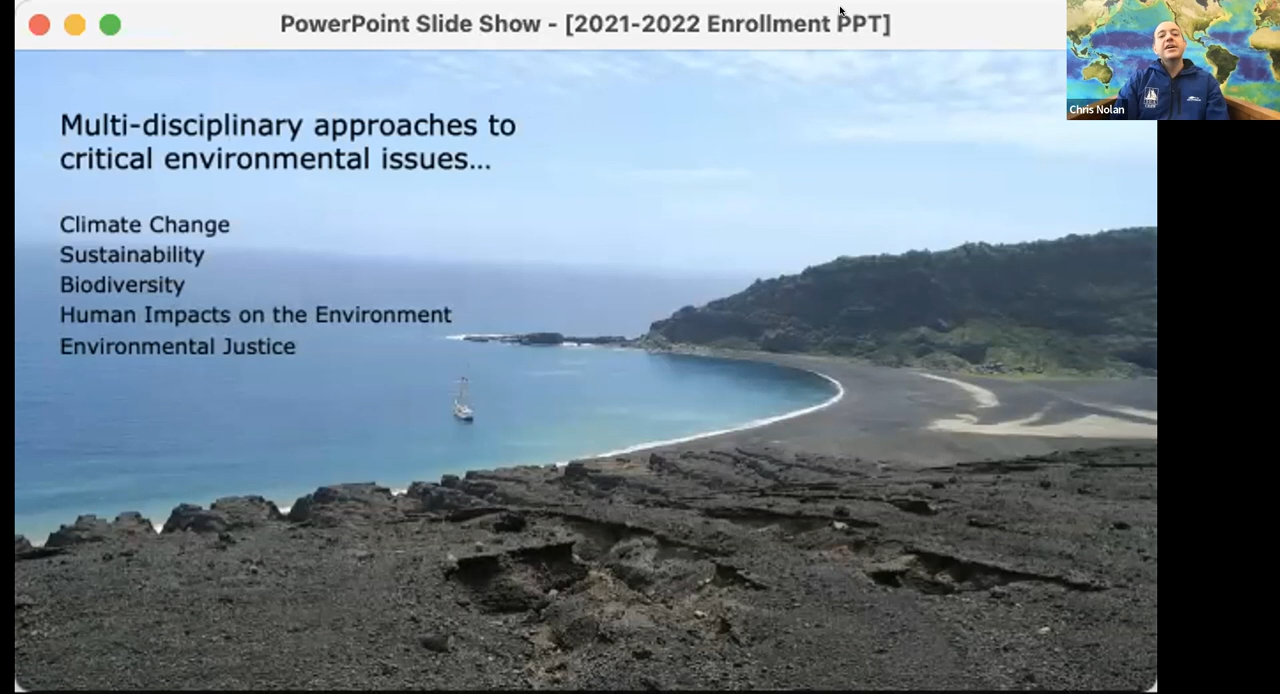 PowerPoint Slide Show - [2021-2022 Enrollment PPT]
Chris Nolan
Multi-disciplinary approaches to
critical environmental issues…
Climate Change
Sustainability
Biodiversity
Human Impacts on the Environment
Environmental Justice